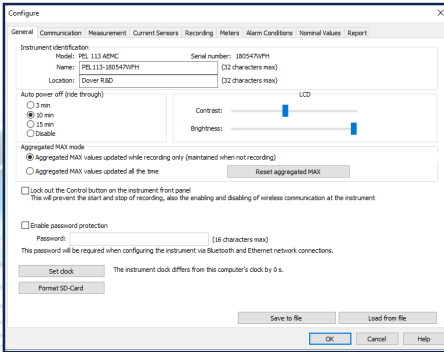 Configure
General Communication Measurement Current Sensors Recording Meters Alarm Conditions Nominal Values Report
Instrument identification
Model: PEL 113 AEMC Serial number: 180547WFH
Name: PEL113-180547WFH (32 characters max)
Location: Dover R&D (32 characters max)
Auto power off (ride through)
3 min
10 min
15 min
Disable
LCD
Contrast:
Brightness:
Aggregated MAX mode
Aggregated MAX values updated while recording only (maintained when not recording)
Aggregated MAX values updated all the time Reset aggregated MAX
Lock out the Control button on the instrument front panel
This will prevent the start and stop of recording, also the enabling and disabling of wireless communication at the instrument
Enable password protection
Password: (16 characters max)
This password will be required when configuring the instrument via Bluetooth and Ethernet network connections.
Set clock The instrument clock differs from this computer's clock by 0 s.
Format SD-Card
Save to file Load from file
OK Cancel Help